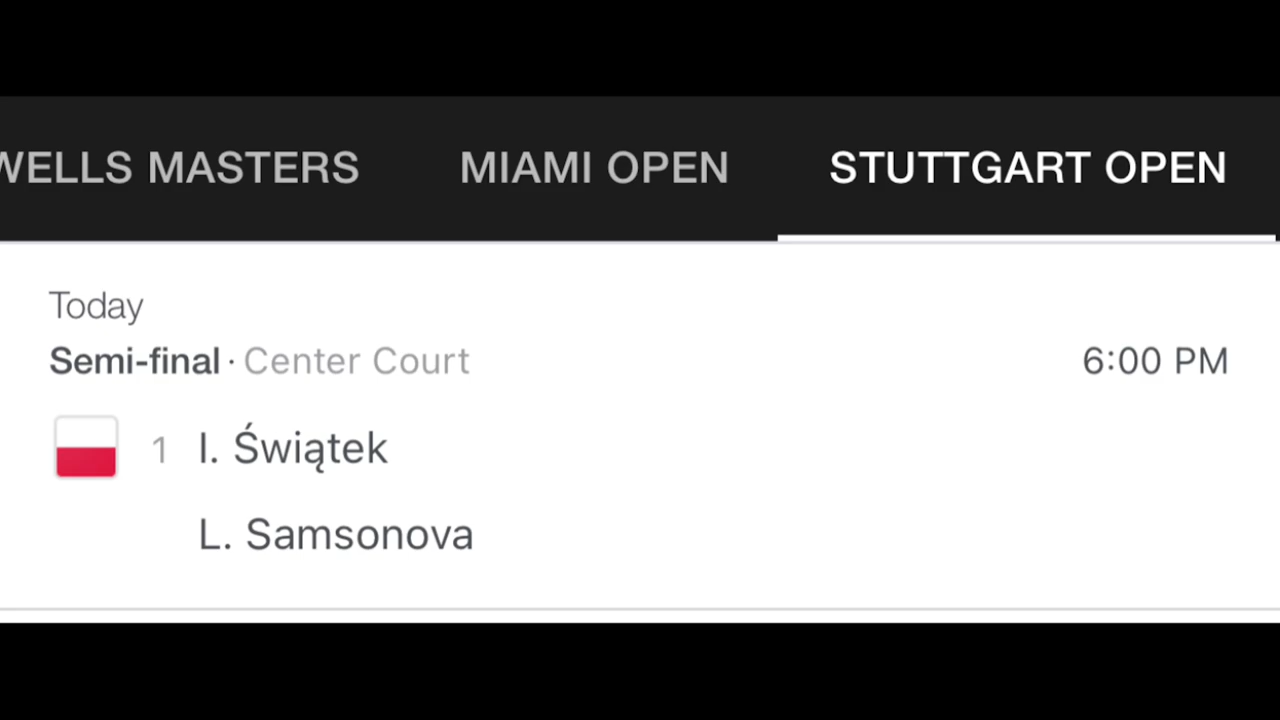 WELLS MASTERS MIAMI OPEN STUTTGART OPEN
Today
Semi-final · Center Court 6:00 PM
1 I. Świątek
L. Samsonova